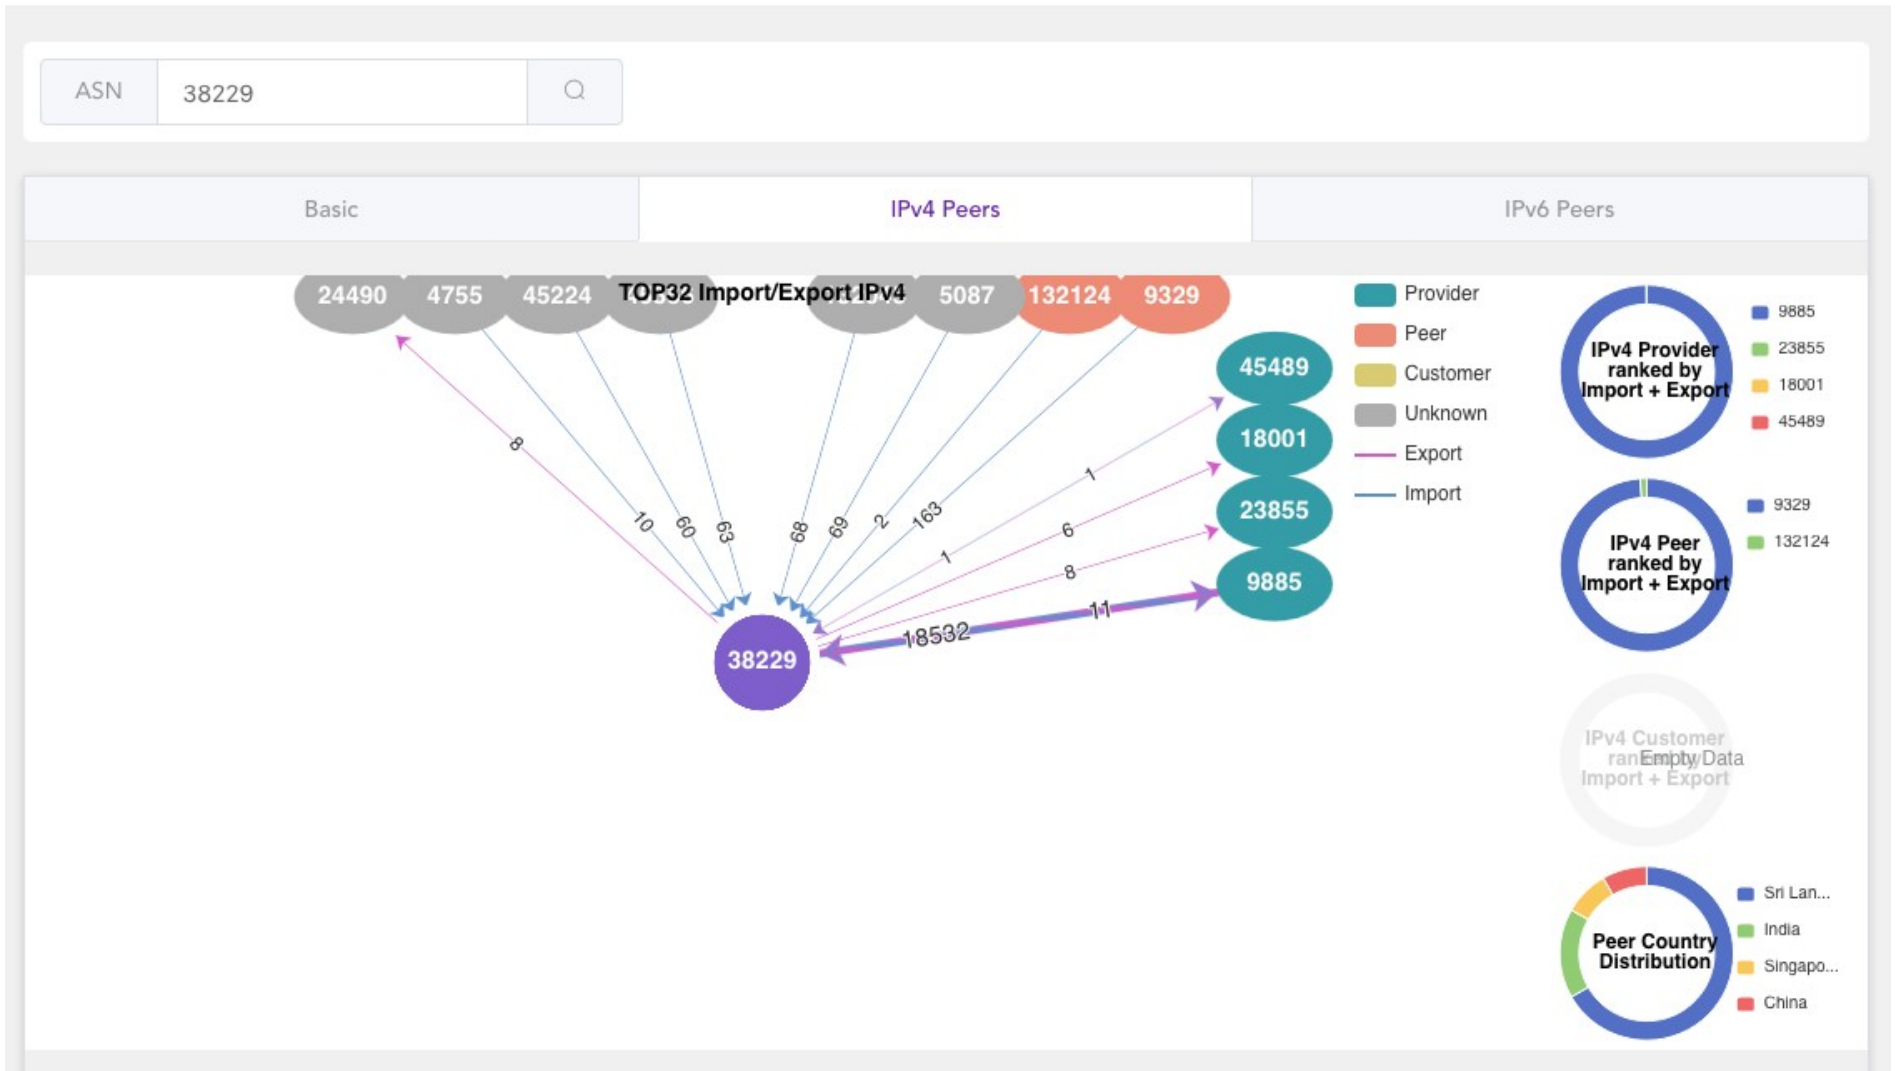 ASN
38229
Basic
IPv4 Peers
IPv6 Peers
TOP32 Import/Export IPv4
24490
4755
45224
5087
132124
9329
45489
18001
23855
9885
38229
8
10
60
63
68
69
2
163
1
1
6
8
11
18532
Provider
Peer
Customer
Unknown
Export
Import
IPv4 Provider
ranked by
Import + Export
9885
23855
18001
45489
IPv4 Peer
ranked by
Import + Export
9329
132124
IPv4 Customer
ranked by
Import + Export
Empty Data
Peer Country
Distribution
Sri Lan...
India
Singapo...
China